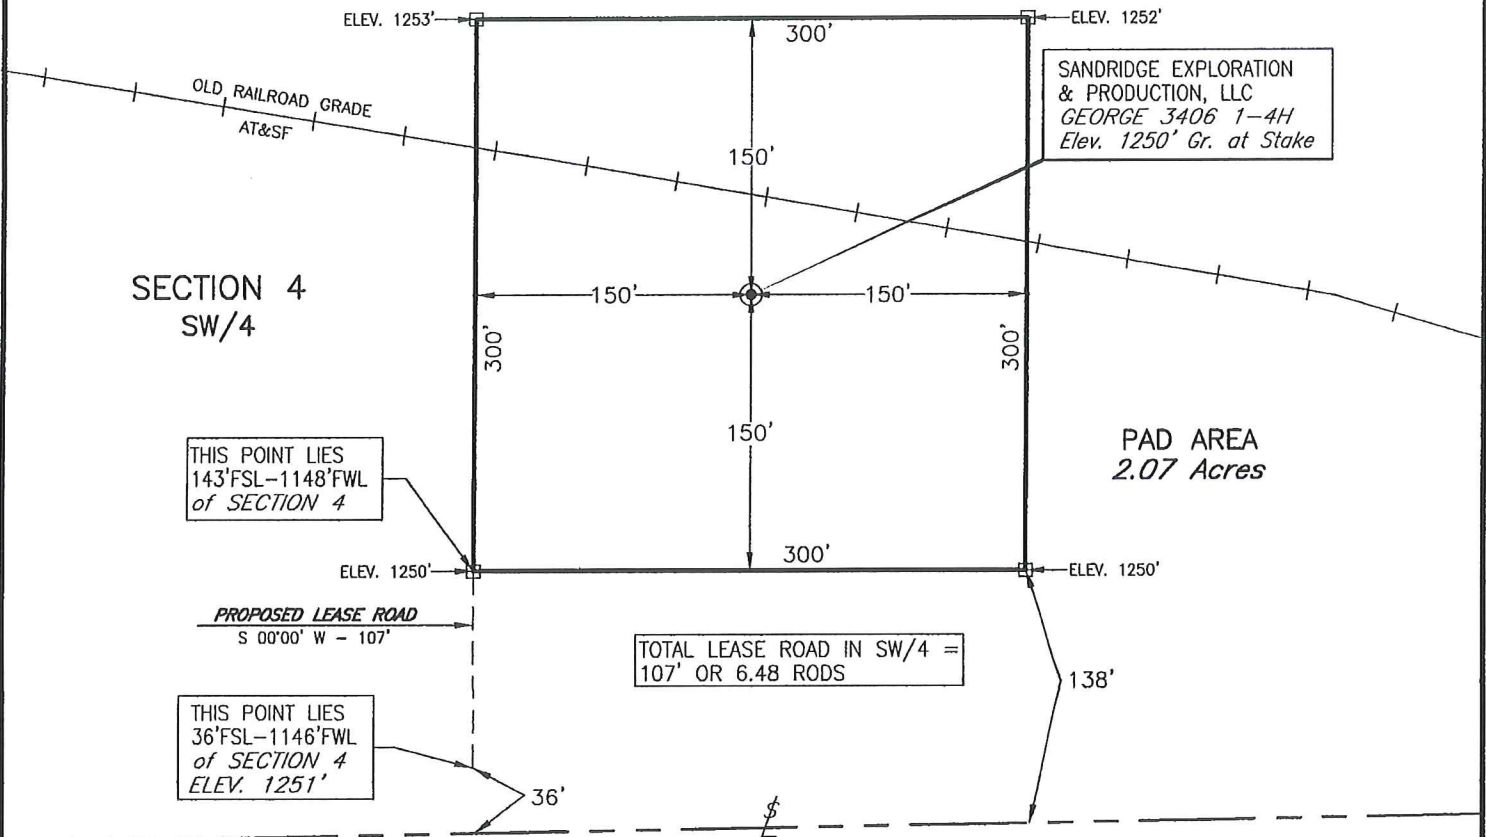 ELEV. 1253'
ELEV. 1252'
300'
SANDRIDGE EXPLORATION
& PRODUCTION, LLC
GEORGE 3406 1-4H
Elev. 1250' Gr. at Stake
OLD RAILROAD GRADE
AT&SF
150'
SECTION 4
SW/4
150'
150'
300'
300'
150'
PAD AREA
2.07 Acres
THIS POINT LIES
143'FSL-1148'FWL
of SECTION 4
300'
ELEV. 1250'
ELEV. 1250'
PROPOSED LEASE ROAD
S 00°00' W - 107'
TOTAL LEASE ROAD IN SW/4 =
107' OR 6.48 RODS
138'
THIS POINT LIES
36'FSL-1146'FWL
of SECTION 4
ELEV. 1251'
36'